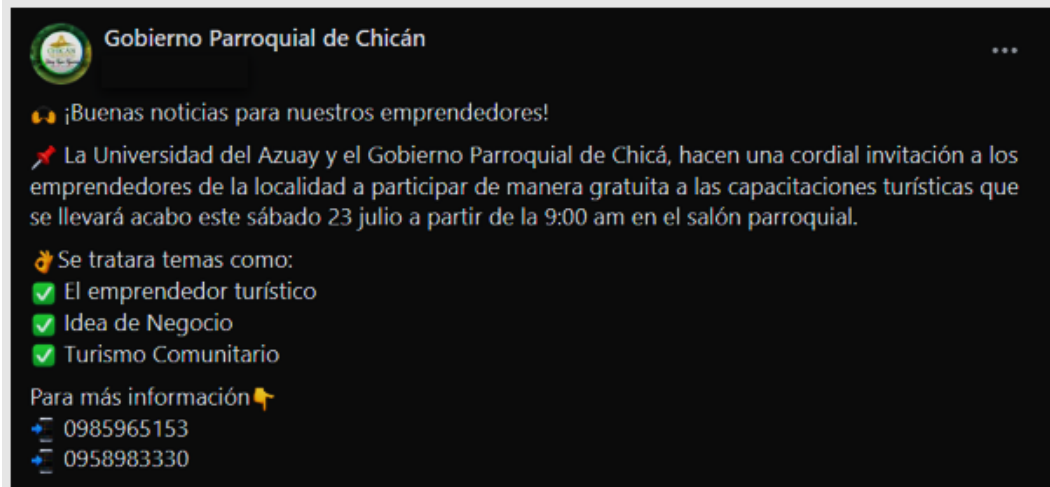 Gobierno Parroquial de Chicán
🙌 ¡Buenas noticias para nuestros emprendedores!
📌 La Universidad del Azuay y el Gobierno Parroquial de Chicá, hacen una cordial invitación a los
emprendedores de la localidad a participar de manera gratuita a las capacitaciones turísticas que
se llevará acabo este sábado 23 julio a partir de la 9:00 am en el salón parroquial.
👌Se tratara temas como:
✅ El emprendedor turístico
✅ Idea de Negocio
✅ Turismo Comunitario
Para más información👇
📲 0985965153
📲 0958983330